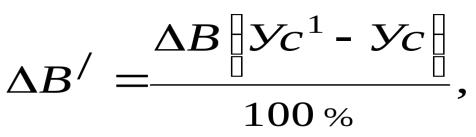 ΔB′ = ΔB(Ус¹ - Ус) / 100 %,